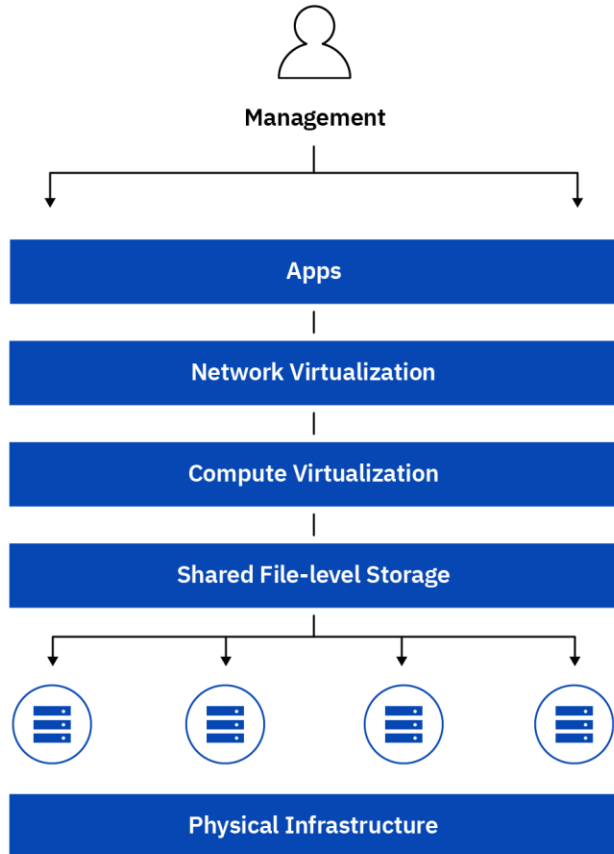 Management
Apps
Network Virtualization
Compute Virtualization
Shared File-level Storage
Physical Infrastructure